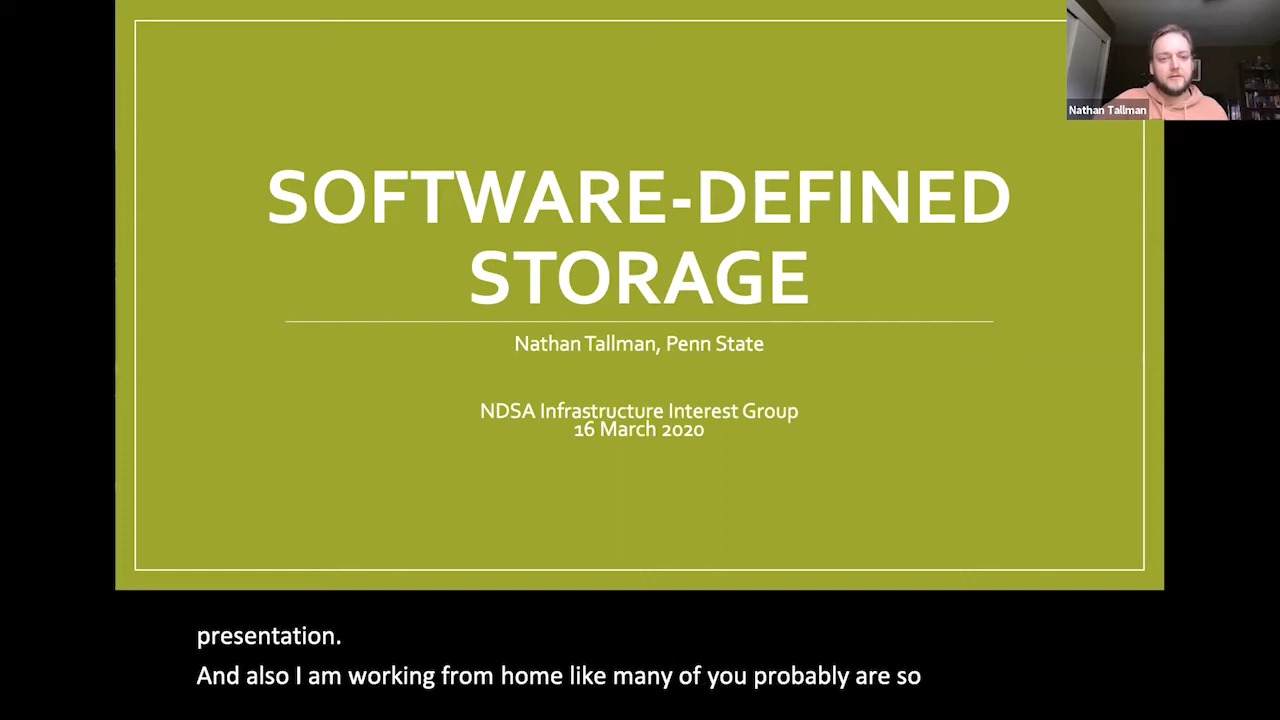 SOFTWARE-DEFINED
STORAGE
Nathan Tallman, Penn State
NDSA Infrastructure Interest Group
16 March 2020
Nathan Tallman
presentation.
And also I am working from home like many of you probably are so